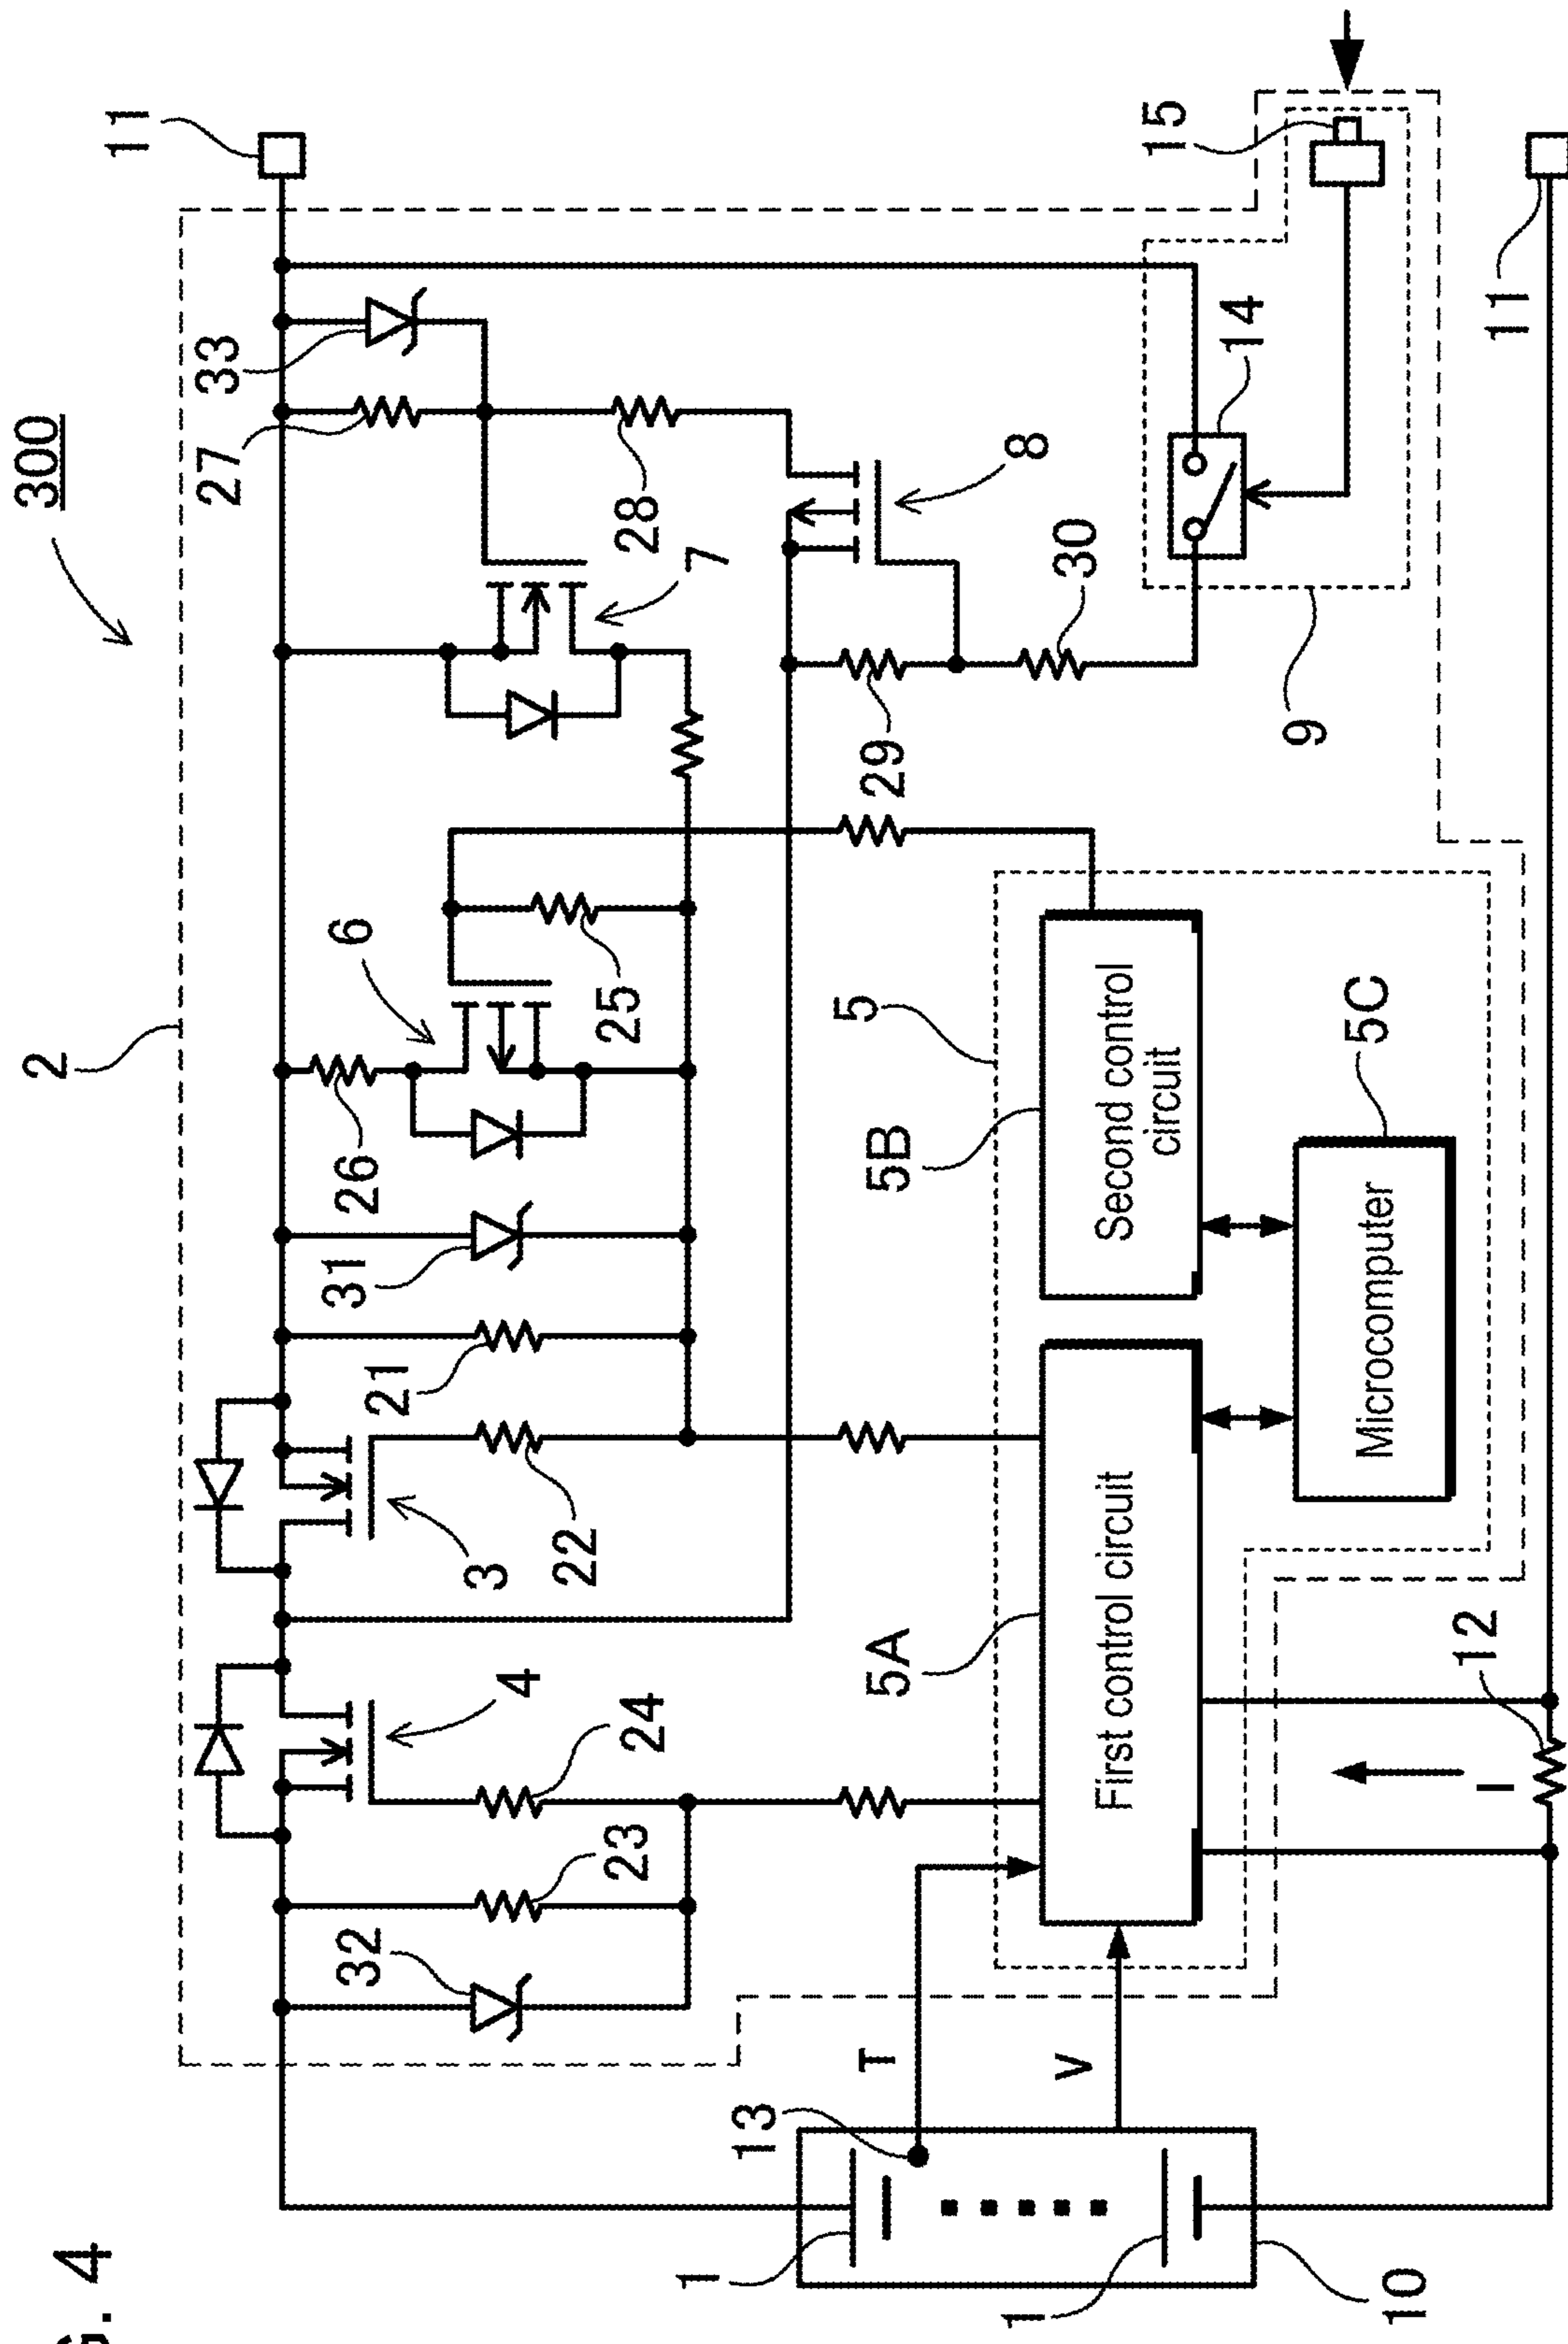 G. 4
300
2
11
33
27
28
7
8
14
15
30
29
9
11
6
26
25
31
21
22
3
4
24
23
32
5
5B
5C
5A
Second control
circuit
First control circuit
Microcomputer
12
I
T
V
13
1
1
10